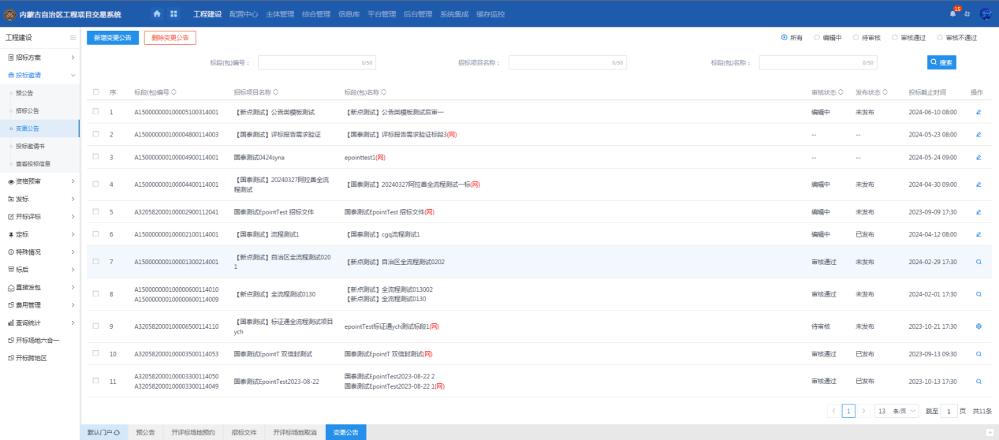 内蒙古自治区工程项目交易系统
工程建设 配置中心 主体管理 综合管理 信息库 平台管理 后台管理 系统集成 缓存监控
15
工程建设
招标方案
投标邀请
预公告
招标公告
变更公告
投标邀请书
查看投标信息
资格预审
发标
开标评标
定标
特殊情况
标后
直接发包
费用管理
查询统计
开标场地六合一
开标跨地区
新增变更公告 删除变更公告
所有 编辑中 待审核 审核通过 审核不通过
标段(包)编号： 0/50 招标项目名称： 0/50 标段(包)名称： 0/50 搜索
序 标段(包)编号 招标项目名称 标段(包)名称 审核状态 发布状态 投标截止时间 操作
1 A150000001000051003​14001 【新点测试】公告类模板测试 【新点测试】公告类模板测试后审一 编辑中 未发布 2024-06-10 08:00
2 A15000000100004800114003 【国泰测试】评标报告需求验证 【国泰测试】评标报告需求验证标段3(网) -- -- 2024-05-23 08:00
3 A15000000100004900114001 国泰测试0424syna epointtest1(网) -- -- 2024-05-24 09:00
4 A15000000100004400114001 【国泰测试】20240327阿拉善全流程测试 【国泰测试】20240327阿拉善全流程测试一标(网) 编辑中 未发布 2024-04-30 09:00
5 A320582000100002900112041 国泰测试EpointTest 招标文件 国泰测试EpointTest 招标文件(网) 编辑中 未发布 2023-09-09 17:30
6 A15000000100002100114001 【国泰测试】流程测试1 【国泰测试】cgq流程测试1 编辑中 已发布 2024-04-12 08:00
7 A15000000100001300214001 【新点测试】自治区全流程测试0201 【新点测试】自治区全流程测试0202 审核通过 未发布 2024-02-29 17:30
8 A15000000100000600114010 【新点测试】全流程测试0130 【新点测试】全流程测试013002 审核通过 未发布 2024-02-01 17:30
A15000000100000600114009 【新点测试】全流程测试0130
9 A320582000100006500114110 【国泰测试】标证通全流程测试项目ych epointTest标证通ych测试标段1(网) 待审核 未发布 2023-10-21 17:30
10 A320582000100003500114053 国泰测试EpointT 双信封测试 国泰测试EpointT 双信封测试(网) 审核通过 已发布 2023-09-13 09:30
11 A320582000100003300114050 国泰测试EpointTest2023-08-22 国泰测试EpointTest2023-08-22 2 审核通过 已发布 2023-10-13 17:30
A320582000100003300114049 国泰测试EpointTest2023-08-22 1(网)
1 13 条/页 跳至 1 页 共11条
默认门户 预公告 开评标场地预约 招标文件 开评标场地取消 变更公告